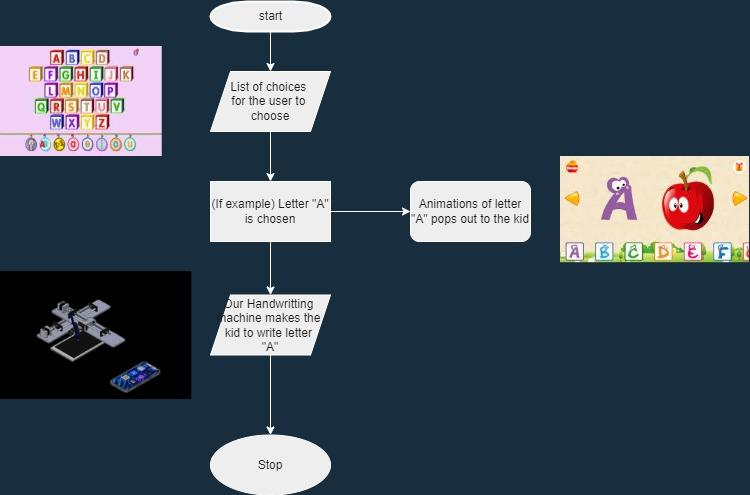 start
A B C D
E F G H I J K
L M N O P
Q R S T U V
W X Y Z
List of choices
for the user to
choose
(If example) Letter "A"
is chosen
Animations of letter
"A" pops out to the kid
A
A B C D E F G
Our Handwritting
machine makes the
kid to write letter
"A"
Stop